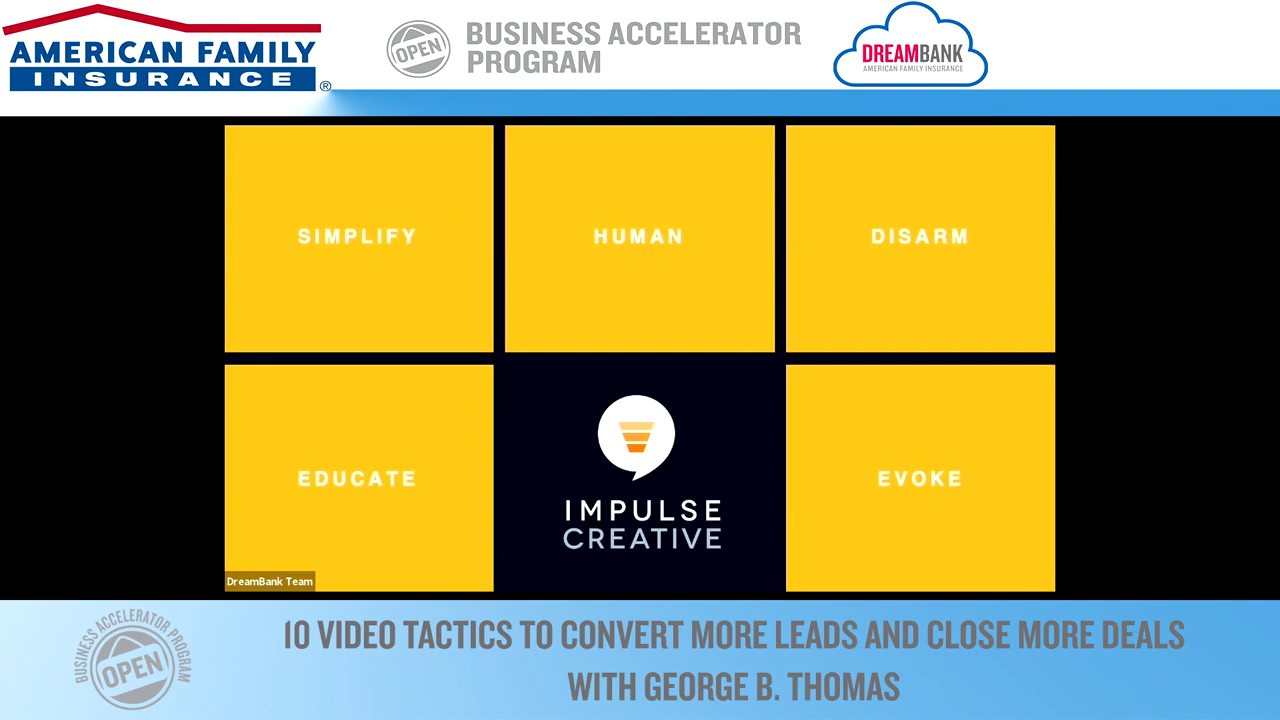 AMERICAN FAMILY
INSURANCE ®
OPEN
BUSINESS ACCELERATOR
PROGRAM
DREAMBANK
AMERICAN FAMILY INSURANCE
SIMPLIFY
HUMAN
DISARM
EDUCATE
IMPULSE
CREATIVE
EVOKE
DreamBank Team
BUSINESS ACCELERATOR PROGRAM
OPEN
10 VIDEO TACTICS TO CONVERT MORE LEADS AND CLOSE MORE DEALS
WITH GEORGE B. THOMAS